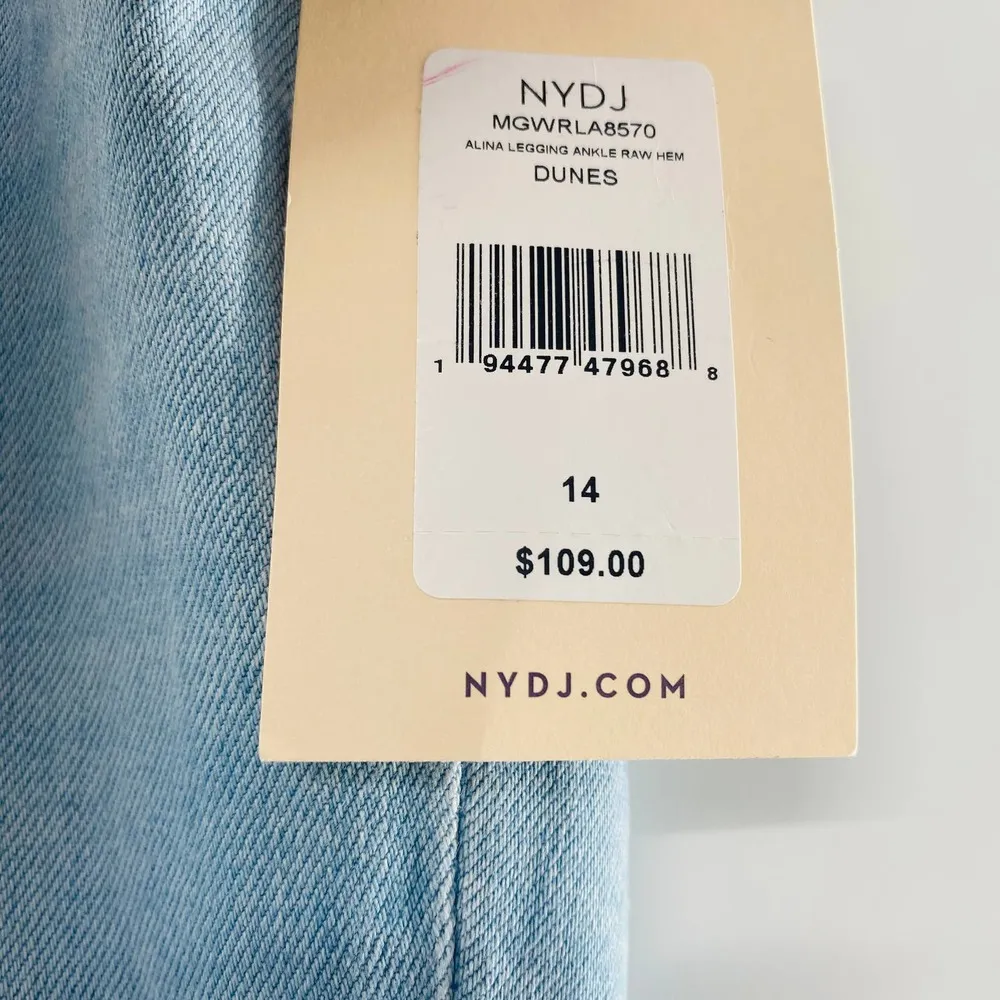 NYDJ
MGWRLA8570
ALINA LEGGING ANKLE RAW HEM
DUNES
1 94477 47968 8
14
$109.00
NYDJ.COM